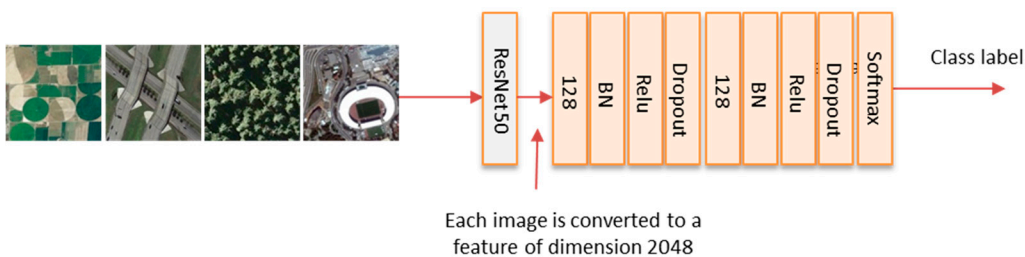 ResNet50
128
BN
Relu
Dropout
128
BN
Relu
Dropout
Softmax
Class label
Each image is converted to a
feature of dimension 2048